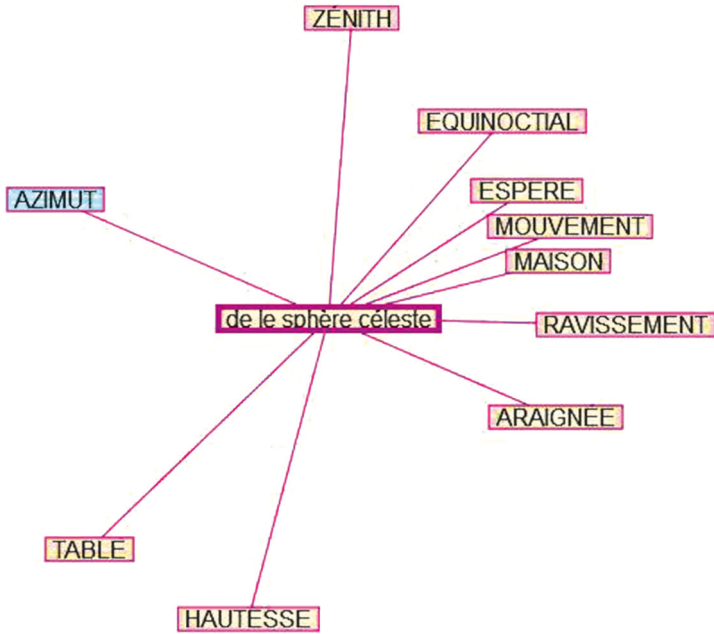 ZÉNITH
EQUINOCTIAL
ESPERE
AZIMUT
MOUVEMENT
MAISON
de le sphère céleste
RAVISSEMENT
ARAIGNÉE
TABLE
HAUTESSE